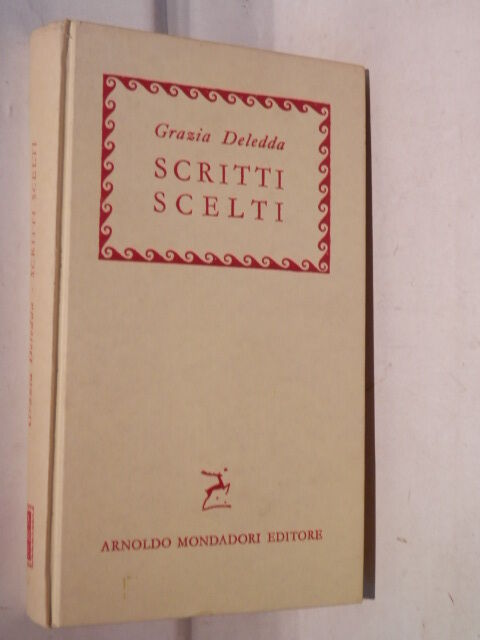 Grazia Deledda
SCRITTI
SCELTI
ARNOLDO MONDADORI EDITORE
Grazia Deledda - SCRITTI SCELTI